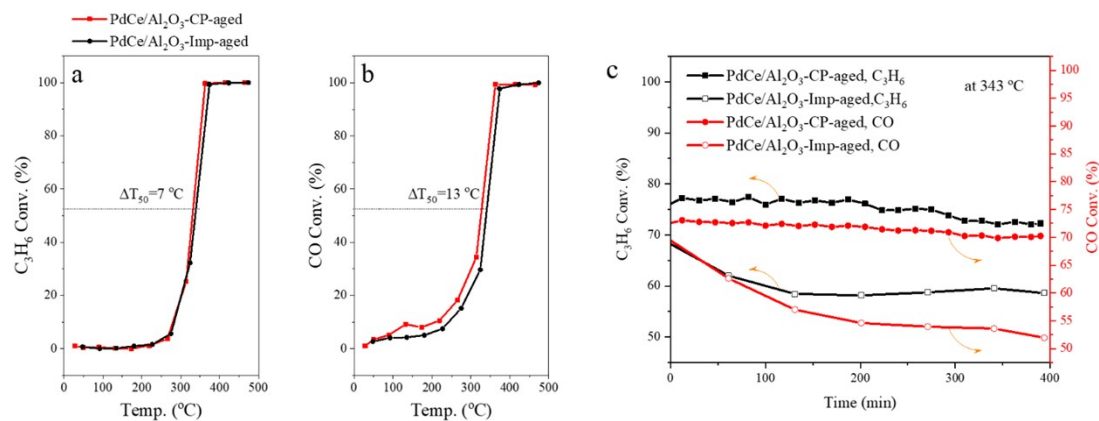 PdCe/Al₂O₃-CP-aged
PdCe/Al₂O₃-Imp-aged
a
C₃H₆ Conv. (%)
100
80
60
40
20
0
ΔT₅₀=7 °C
0 100 200 300 400 500
Temp. (°C)
b
CO Conv. (%)
100
80
60
40
20
0
ΔT₅₀=13 °C
0 100 200 300 400 500
Temp. (°C)
c
PdCe/Al₂O₃-CP-aged, C₃H₆
PdCe/Al₂O₃-Imp-aged,C₃H₆
PdCe/Al₂O₃-CP-aged, CO
PdCe/Al₂O₃-Imp-aged, CO
at 343 °C
C₃H₆ Conv. (%)
100
90
80
70
60
50
CO Conv. (%)
100
95
90
85
80
75
70
65
60
55
50
0 100 200 300 400
Time (min)